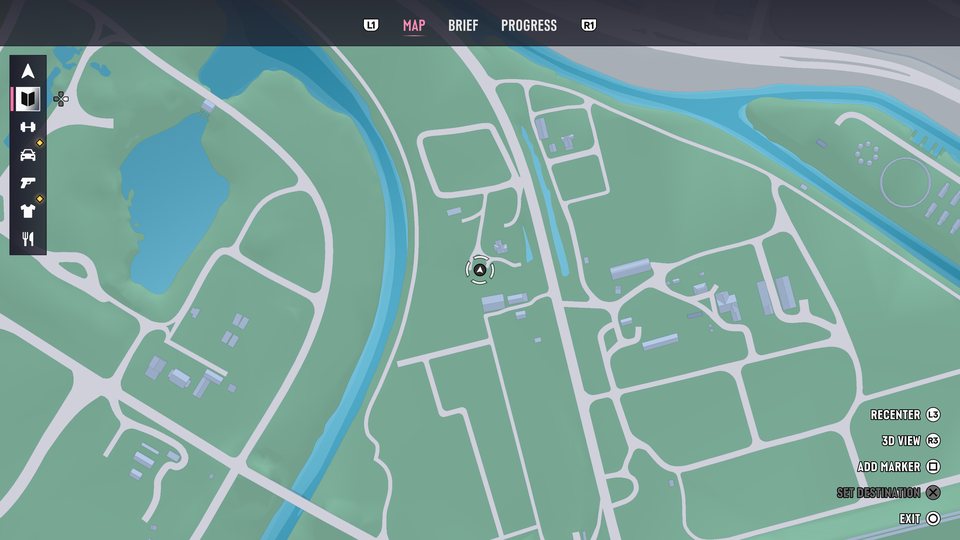 L1 MAP BRIEF PROGRESS R1
RECENTER L3
3D VIEW R3
ADD MARKER
SET DESTINATION
EXIT